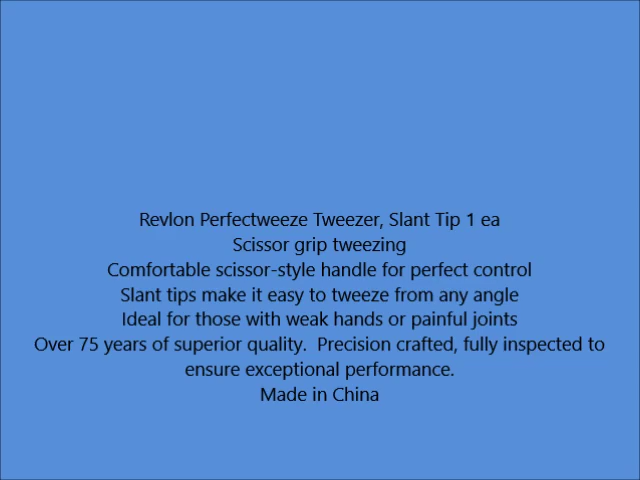 Revlon Perfectweeze Tweezer, Slant Tip 1 ea
Scissor grip tweezing
Comfortable scissor-style handle for perfect control
Slant tips make it easy to tweeze from any angle
Ideal for those with weak hands or painful joints
Over 75 years of superior quality.  Precision crafted, fully inspected to
ensure exceptional performance.
Made in China